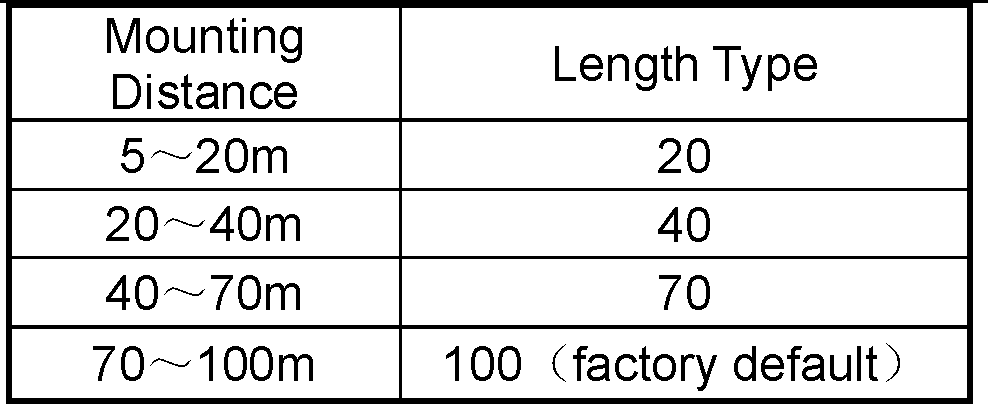 Mounting
Distance
Length Type
5～20m
20
20～40m
40
40～70m
70
70～100m
100（factory default）